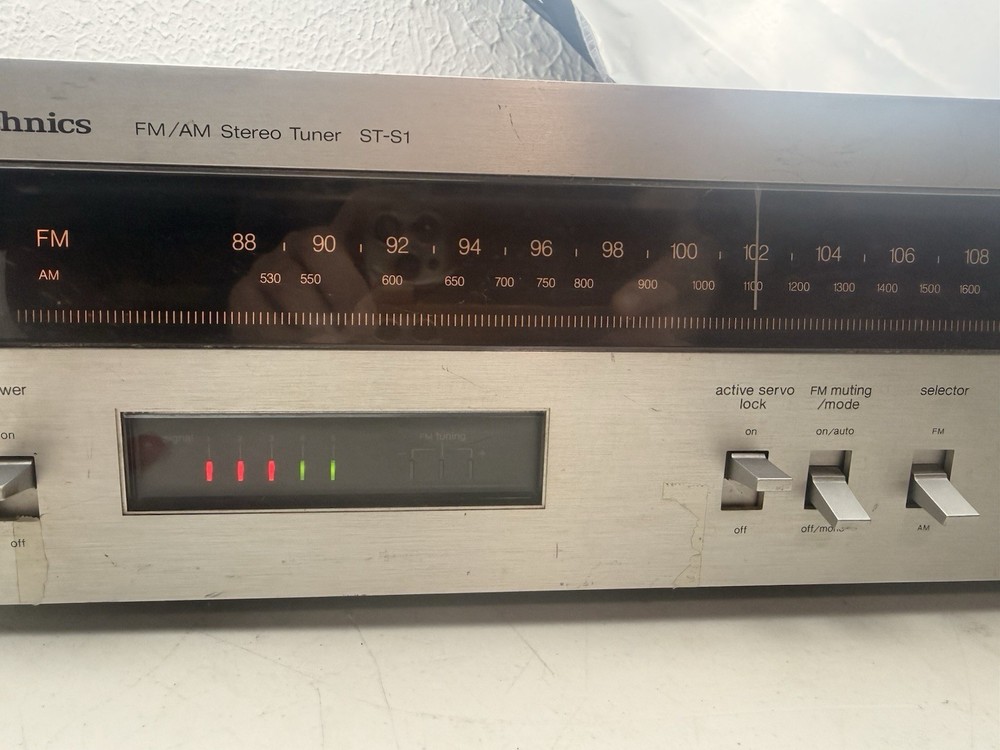 hnics FM/AM Stereo Tuner ST-S1
FM 88 90 92 94 96 98 100 102 104 106 108
AM 530 550 600 650 700 750 800 900 1000 1100 1200 1300 1400 1500 1600
wer
on
off
signal
FM tuning
active servo
lock
on
off
FM muting
/mode
on/auto
off/mono
selector
FM
AM